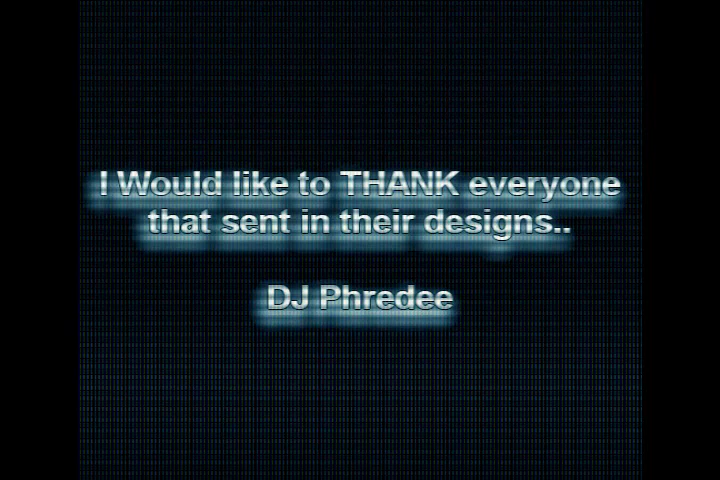 I Would like to THANK everyone
that sent in their designs..
DJ Phredee